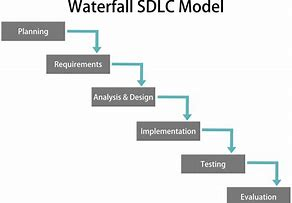 Waterfall SDLC Model
Planning
Requirements
Analysis & Design
Implementation
Testing
Evaluation